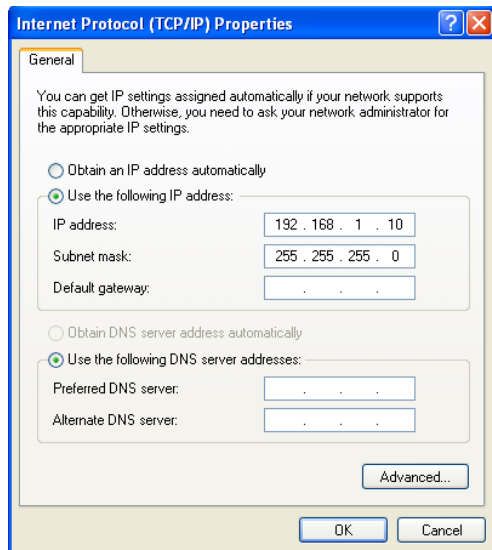 Internet Protocol (TCP/IP) Properties
General
You can get IP settings assigned automatically if your network supports
this capability. Otherwise, you need to ask your network administrator for
the appropriate IP settings.
Obtain an IP address automatically
Use the following IP address:
IP address: 192 . 168 . 1 . 10
Subnet mask: 255 . 255 . 255 . 0
Default gateway: . . .
Obtain DNS server address automatically
Use the following DNS server addresses:
Preferred DNS server: . . .
Alternate DNS server: . . .
Advanced...
OK Cancel